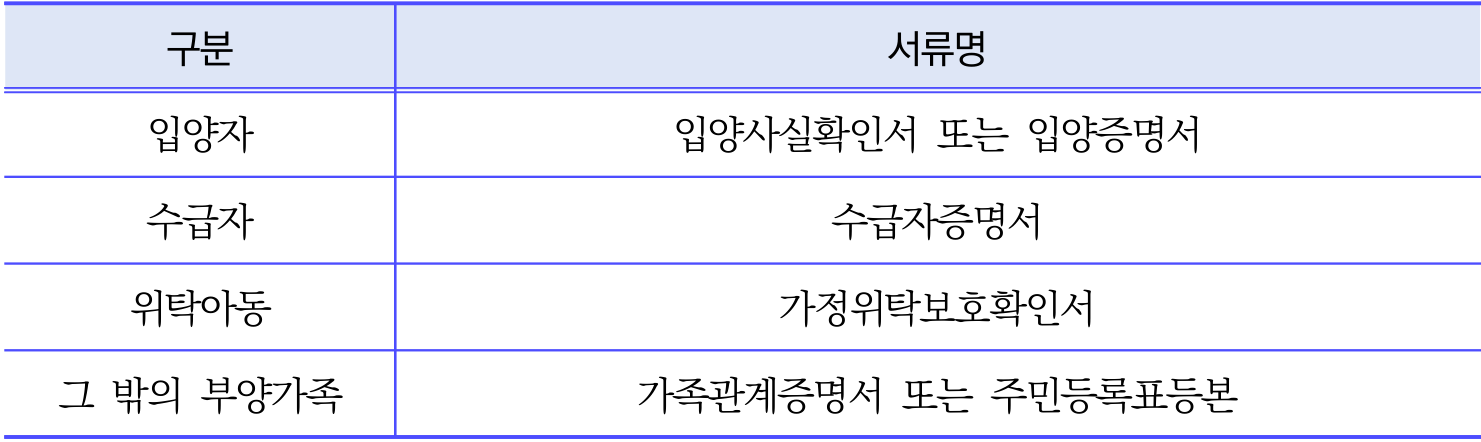 구분 서류명
입양자 입양사실확인서 또는 입양증명서
수급자 수급자증명서
위탁아동 가정위탁보호확인서
그 밖의 부양가족 가족관계증명서 또는 주민등록표등본